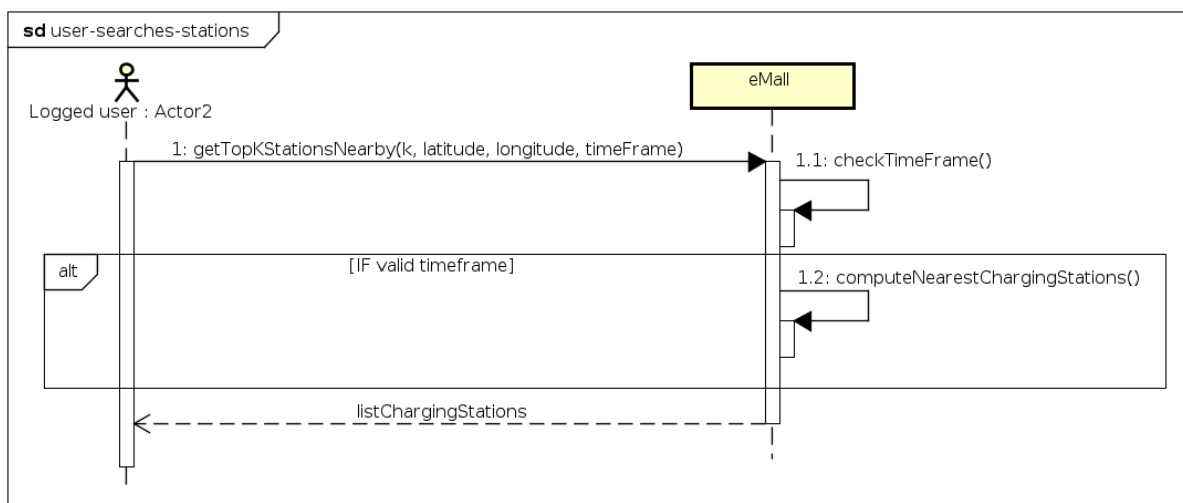 sd user-searches-stations
Logged user : Actor2
eMall
1: getTopKStationsNearby(k, latitude, longitude, timeFrame)
1.1: checkTimeFrame()
alt
[IF valid timeframe]
1.2: computeNearestChargingStations()
listChargingStations